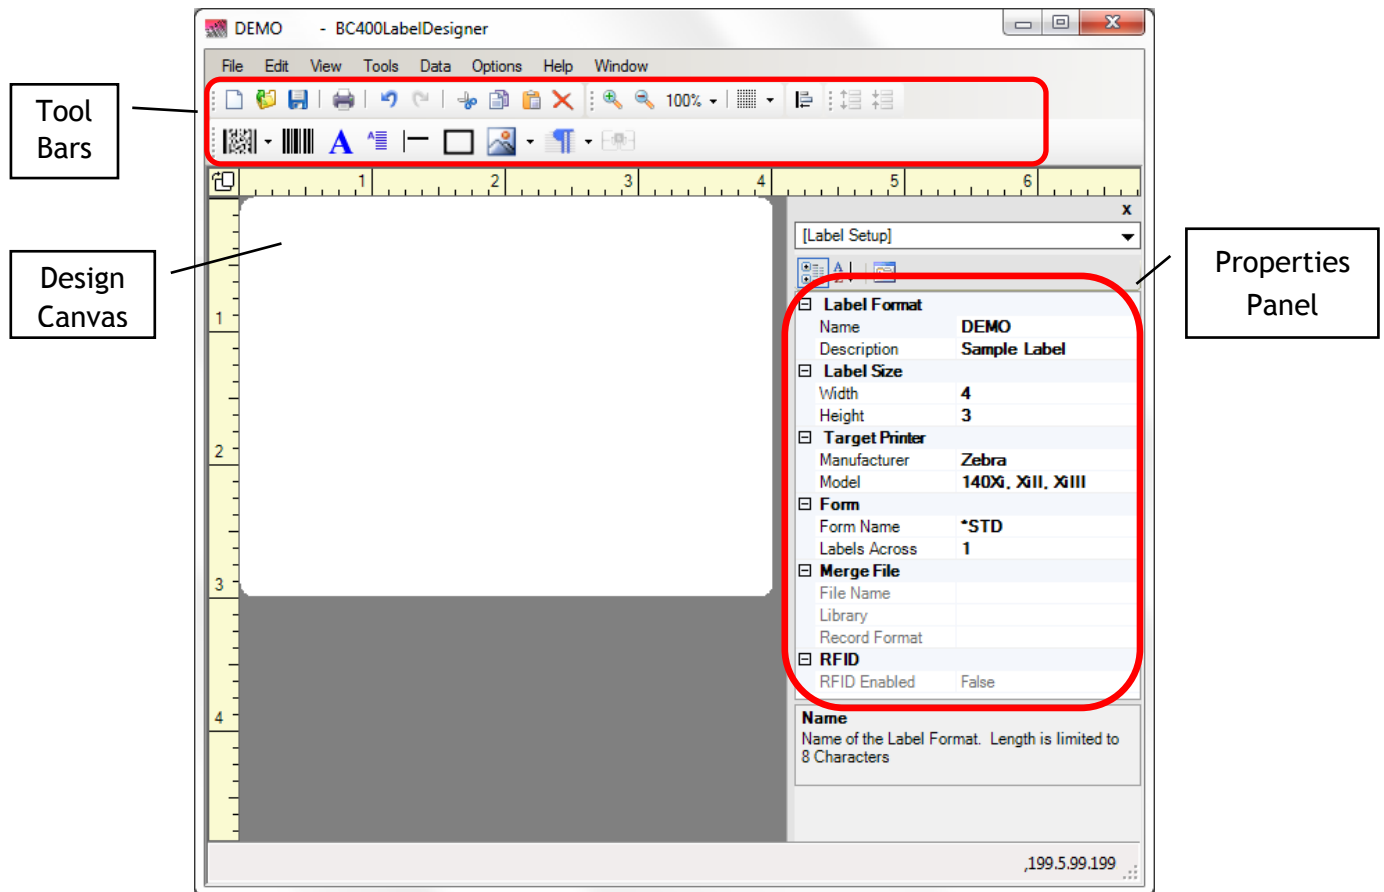 DEMO - BC400LabelDesigner
File Edit View Tools Data Options Help Window
Tool
Bars
100%
A
A
1 2 3 4 5 6
x
[Label Setup]
A
Z
Design
Canvas
Properties
Panel
1
2
3
4
Label Format
Name DEMO
Description Sample Label
Label Size
Width 4
Height 3
Target Printer
Manufacturer Zebra
Model 140Xi, XiII, XiIII
Form
Form Name *STD
Labels Across 1
Merge File
File Name
Library
Record Format
RFID
RFID Enabled False
Name
Name of the Label Format. Length is limited to
8 Characters
,199.5.99.199